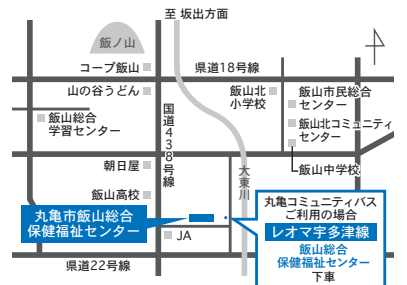 至 坂出方面
飯ノ山
コープ飯山
県道18号線
山の谷うどん
飯山北
小学校
飯山市民総合
センター
飯山総合
学習センター
国道438号線
飯山北コミュニティ
センター
朝日屋
大東川
飯山中学校
飯山高校
丸亀市飯山総合
保健福祉センター
JA
丸亀コミュニティバス
ご利用の場合
レオマ宇多津線
飯山総合
保健福祉センター
下車
県道22号線